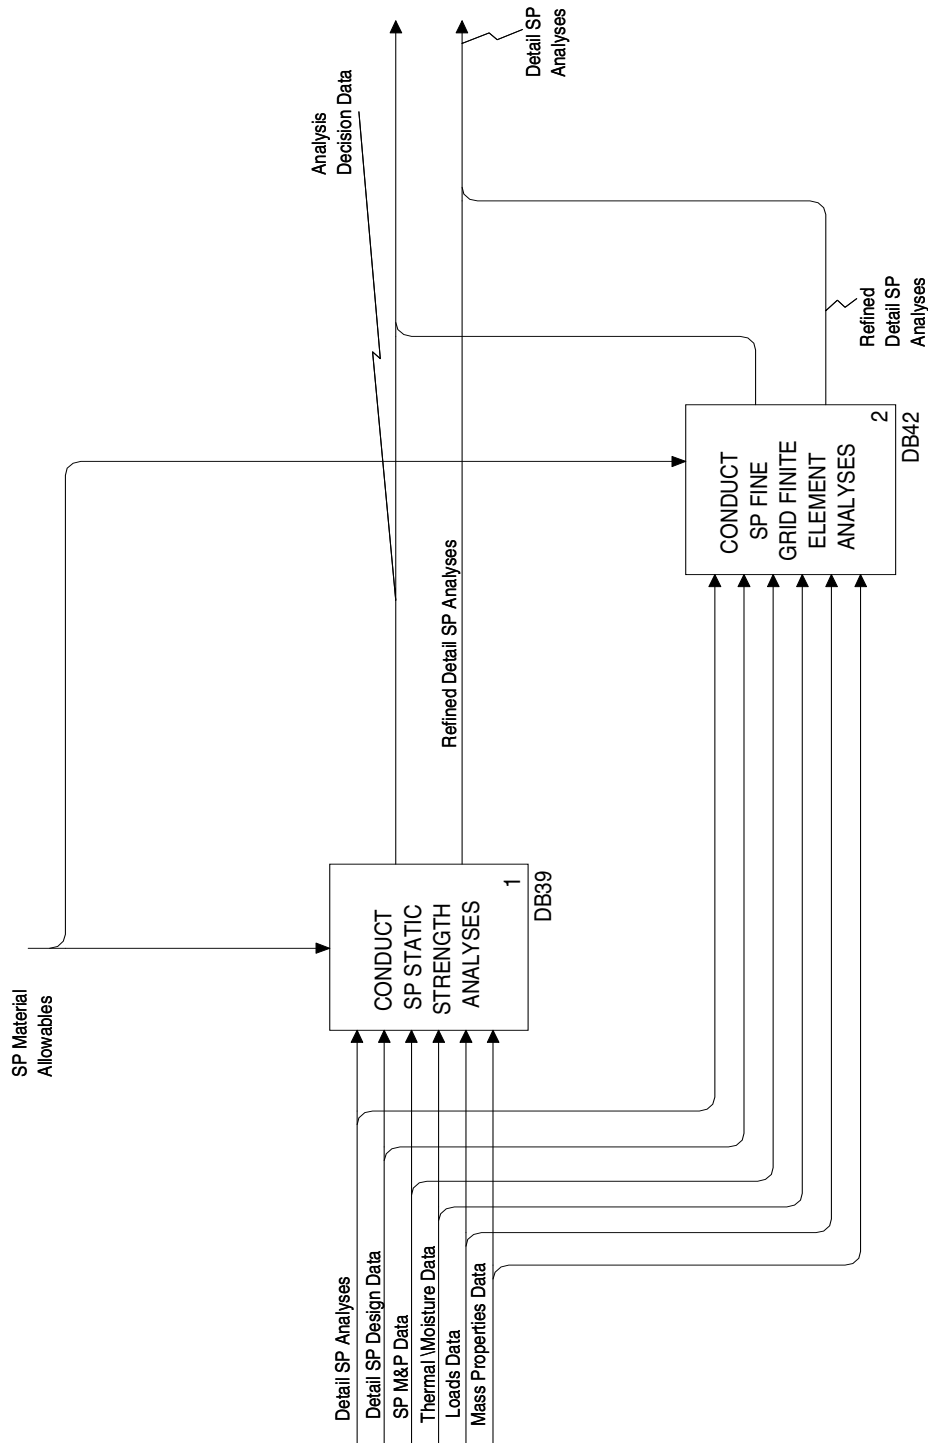 SP Material
Allowables
Detail SP Analyses
Detail SP Design Data
SP M&P Data
Thermal \Moisture Data
Loads Data
Mass Properties Data
CONDUCT
SP STATIC
STRENGTH
ANALYSES
1
DB39
Analysis
Decision Data
Refined Detail SP Analyses
Detail SP
Analyses
CONDUCT
SP FINE
GRID FINITE
ELEMENT
ANALYSES
2
DB42
Refined
Detail SP
Analyses